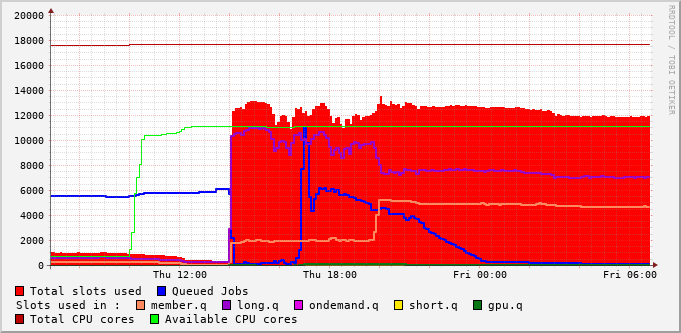 20000
18000
16000
14000
12000
10000
8000
6000
4000
2000
0
Thu 12:00 Thu 18:00 Fri 00:00 Fri 06:00
RRDTOOL / TOBI OETIKER
Total slots used Queued Jobs
Slots used in : member.q long.q ondemand.q short.q gpu.q
Total CPU cores Available CPU cores